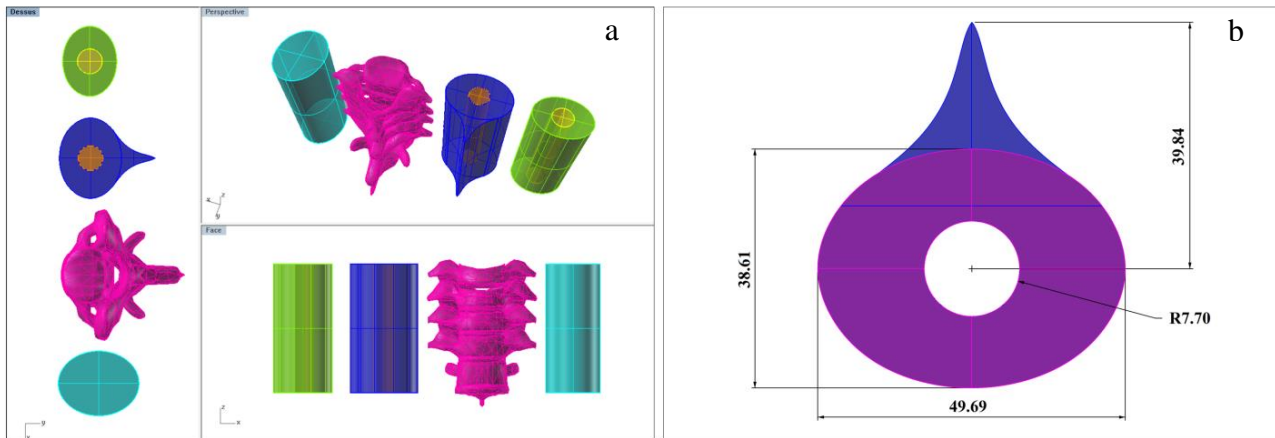 Dessus
Perspective
a
z
x
y
Face
z
x
y
x
b
39.84
38.61
R7.70
49.69